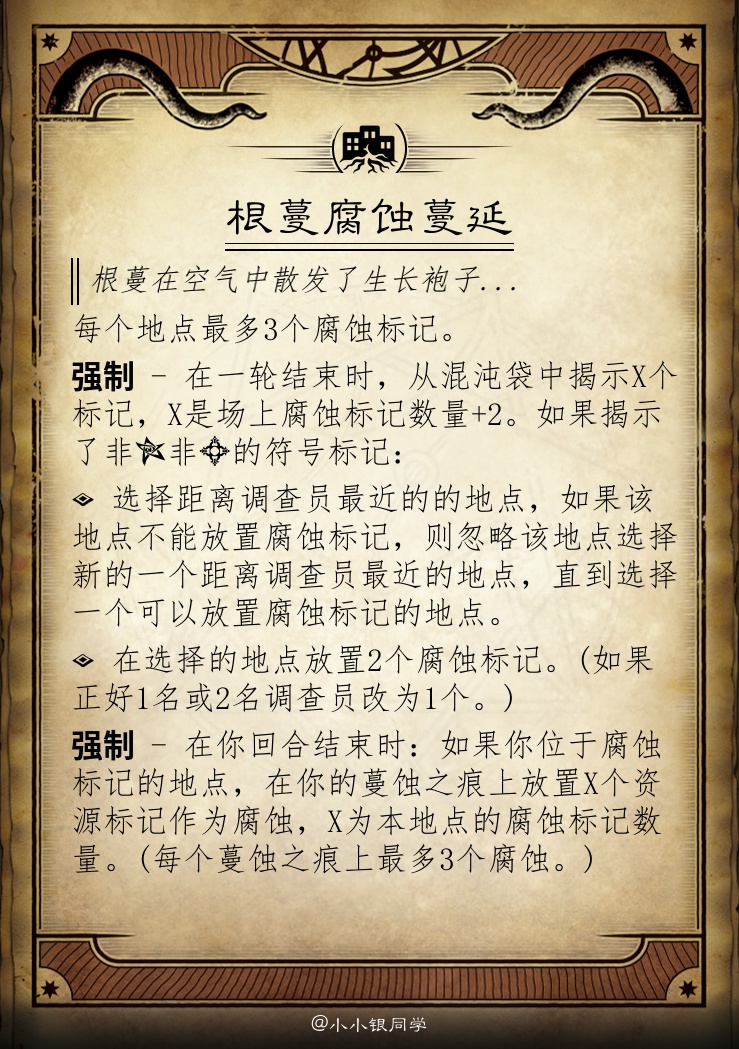 根蔓腐蚀蔓延
根蔓在空气中散发了生长袍子...
每个地点最多3个腐蚀标记。
强制 - 在一轮结束时，从混沌袋中揭示X个
标记，X是场上腐蚀标记数量+2。如果揭示
了非非的符号标记：
选择距离调查员最近的的地点，如果该
地点不能放置腐蚀标记，则忽略该地点选择
新的一个距离调查员最近的地点，直到选择
一个可以放置腐蚀标记的地点。
在选择的地点放置2个腐蚀标记。(如果
正好1名或2名调查员改为1个。)
强制 - 在你回合结束时：如果你位于腐蚀
标记的地点，在你的蔓蚀之痕上放置X个资
源标记作为腐蚀，X为本地点的腐蚀标记数
量。(每个蔓蚀之痕上最多3个腐蚀。)
@小小银同学